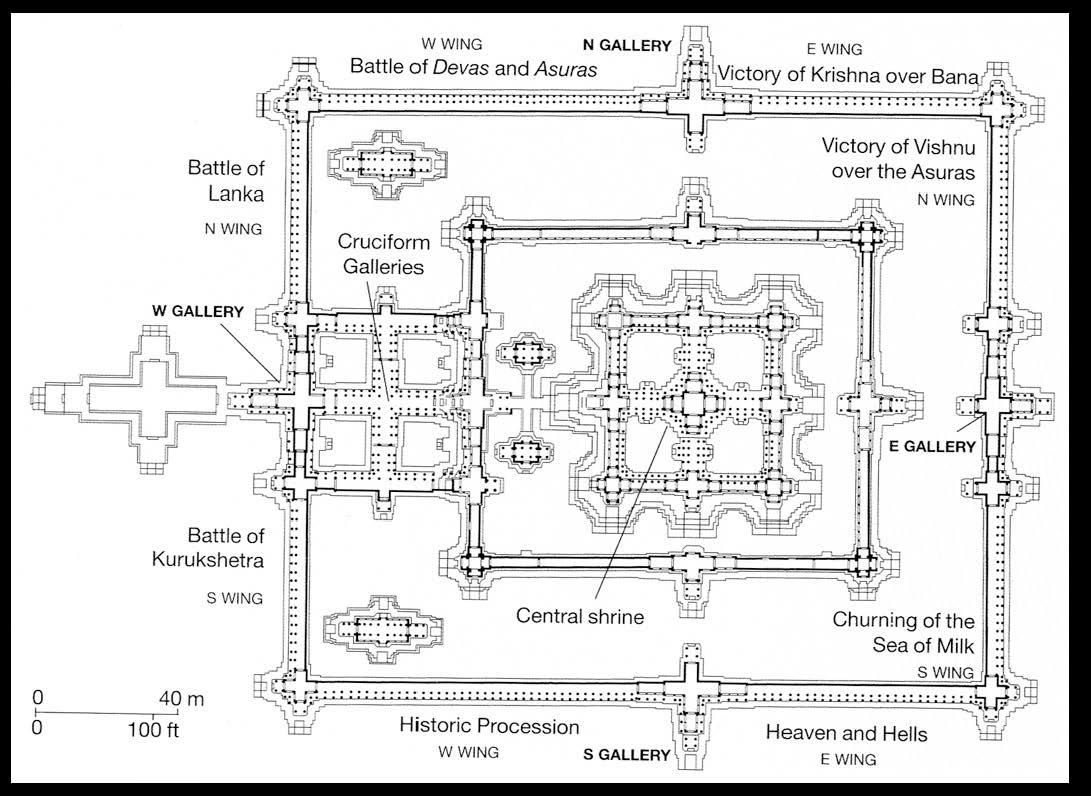 W WING
N GALLERY
E WING
Battle of Devas and Asuras
Victory of Krishna over Bana
Battle of
Lanka
N WING
Victory of Vishnu
over the Asuras
N WING
Cruciform
Galleries
W GALLERY
E GALLERY
Battle of
Kurukshetra
S WING
Central shrine
Churning of the
Sea of Milk
S WING
0 40 m
0 100 ft
Historic Procession
W WING
S GALLERY
Heaven and Hells
E WING